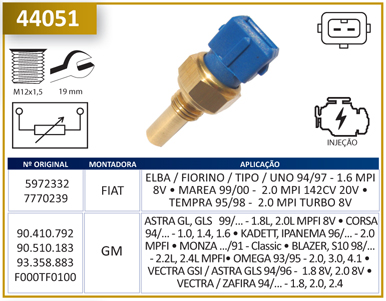 44051
M12x1,5
19 mm
INJEÇÃO
Nº ORIGINAL MONTADORA APLICAÇÃO
5972332
7770239
FIAT
ELBA / FIORINO / TIPO / UNO 94/97 - 1.6 MPI
8V • MAREA 99/00 - 2.0 MPI 142CV 20V •
TEMPRA 95/98 - 2.0 MPI TURBO 8V
90.410.792
90.510.183
93.358.883
F000TF0100
GM
ASTRA GL, GLS 99/... - 1.8L, 2.0L MPFI 8V • CORSA
94/... - 1.0, 1.4, 1.6 • KADETT, IPANEMA 96/... - 2.0
MPFI • MONZA .../91 - Classic • BLAZER, S10 98/...
- 2.2L, 2.4L MPFI• OMEGA 93/95 - 2.0, 3.0, 4.1 •
VECTRA GSI / ASTRA GLS 94/96 - 1.8 8V, 2.0 8V •
VECTRA / ZAFIRA 94/... - 1.8, 2.0, 2.4